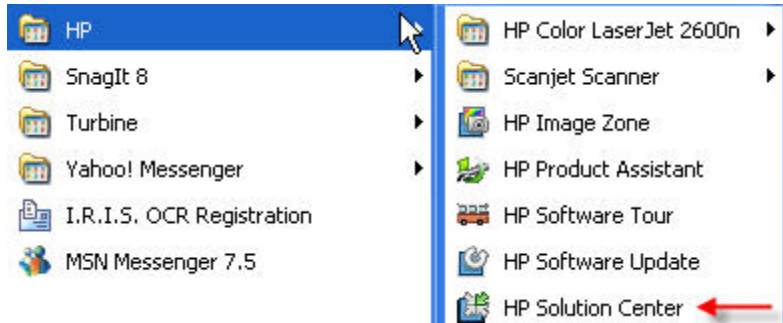 HP
SnagIt 8
Turbine
Yahoo! Messenger
I.R.I.S. OCR Registration
MSN Messenger 7.5
HP Color LaserJet 2600n
Scanjet Scanner
HP Image Zone
HP Product Assistant
HP Software Tour
HP Software Update
HP Solution Center